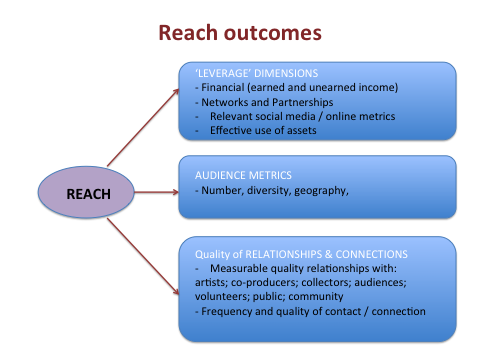 Reach outcomes
REACH
‘LEVERAGE’ DIMENSIONS
- Financial (earned and unearned income)
- Networks and Partnerships
- Relevant social media / online metrics
- Effective use of assets
AUDIENCE METRICS
- Number, diversity, geography,
Quality of RELATIONSHIPS & CONNECTIONS
- Measurable quality relationships with:
artists; co-producers; collectors; audiences;
volunteers; public; community
- Frequency and quality of contact / connection